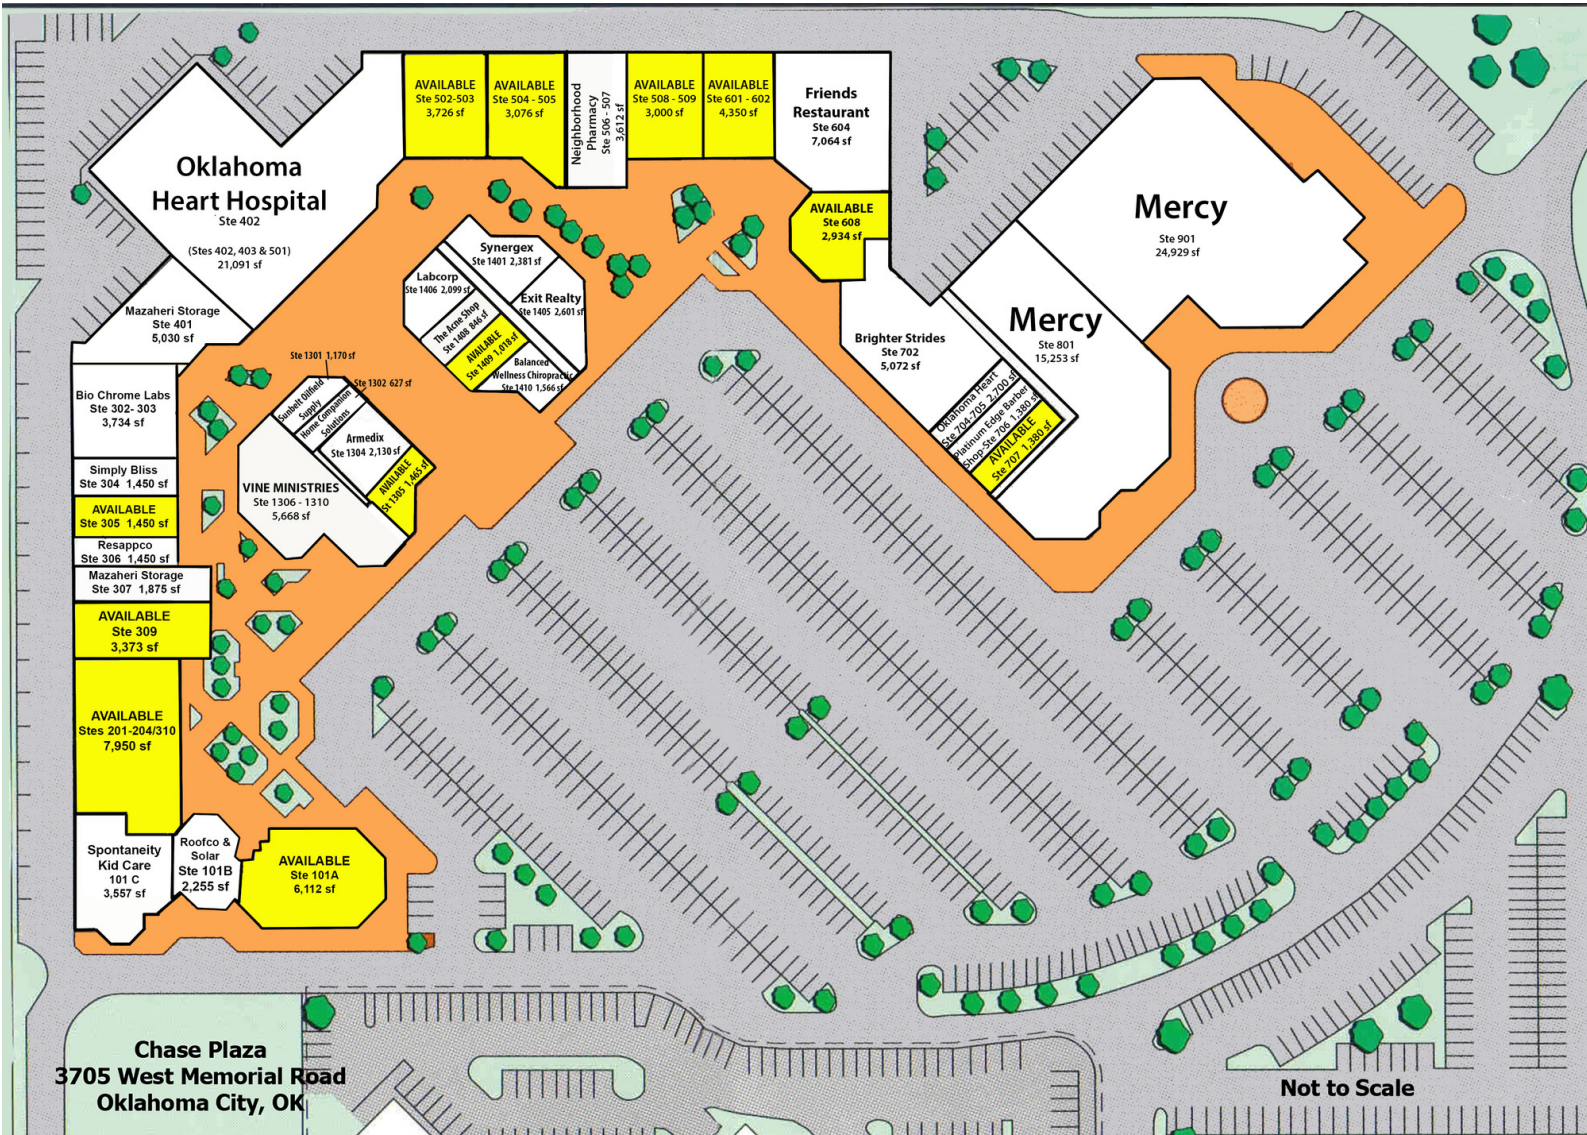 AVAILABLE
Ste 502-503
3,726 sf
AVAILABLE
Ste 504 - 505
3,076 sf
Neighborhood
Pharmacy
Ste 506 - 507
3,612 sf
AVAILABLE
Ste 508 - 509
3,000 sf
AVAILABLE
Ste 601 - 602
4,350 sf
Friends
Restaurant
Ste 604
7,064 sf
Oklahoma
Heart Hospital
Ste 402
(Stes 402, 403 & 501)
21,091 sf
AVAILABLE
Ste 608
2,934 sf
Mercy
Ste 901
24,929 sf
Synergex
Ste 1401 2,381 sf
Labcorp
Ste 1406 2,099 sf
Exit Realty
Ste 1405 2,601 sf
The Acne Shop
Ste 1408 846 sf
AVAILABLE
Ste 1409 1,018 sf
Balanced
Wellness Chiropractic
Ste 1410 1,566 sf
Mazaheri Storage
Ste 401
5,030 sf
Mercy
Ste 801
15,253 sf
Brighter Strides
Ste 702
5,072 sf
Oklahoma Heart
Ste 704-705 2,700 sf
Platinum Edge Barber
Shop-Ste 706 1,380 sf
AVAILABLE
Ste 707 1,380 sf
Ste 1301 1,170 sf
Sunbelt Oilfield
Supply
Ste 1302 627 sf
Home Companion
Solutions
Armedix
Ste 1304 2,130 sf
AVAILABLE
St 1305 1,465 sf
VINE MINISTRIES
Ste 1306 - 1310
5,668 sf
Bio Chrome Labs
Ste 302- 303
3,734 sf
Simply Bliss
Ste 304 1,450 sf
AVAILABLE
Ste 305 1,450 sf
Resappco
Ste 306 1,450 sf
Mazaheri Storage
Ste 307 1,875 sf
AVAILABLE
Ste 309
3,373 sf
AVAILABLE
Stes 201-204/310
7,950 sf
Spontaneity
Kid Care
101 C
3,557 sf
Roofco &
Solar
Ste 101B
2,255 sf
AVAILABLE
Ste 101A
6,112 sf
Chase Plaza
3705 West Memorial Road
Oklahoma City, OK
Not to Scale